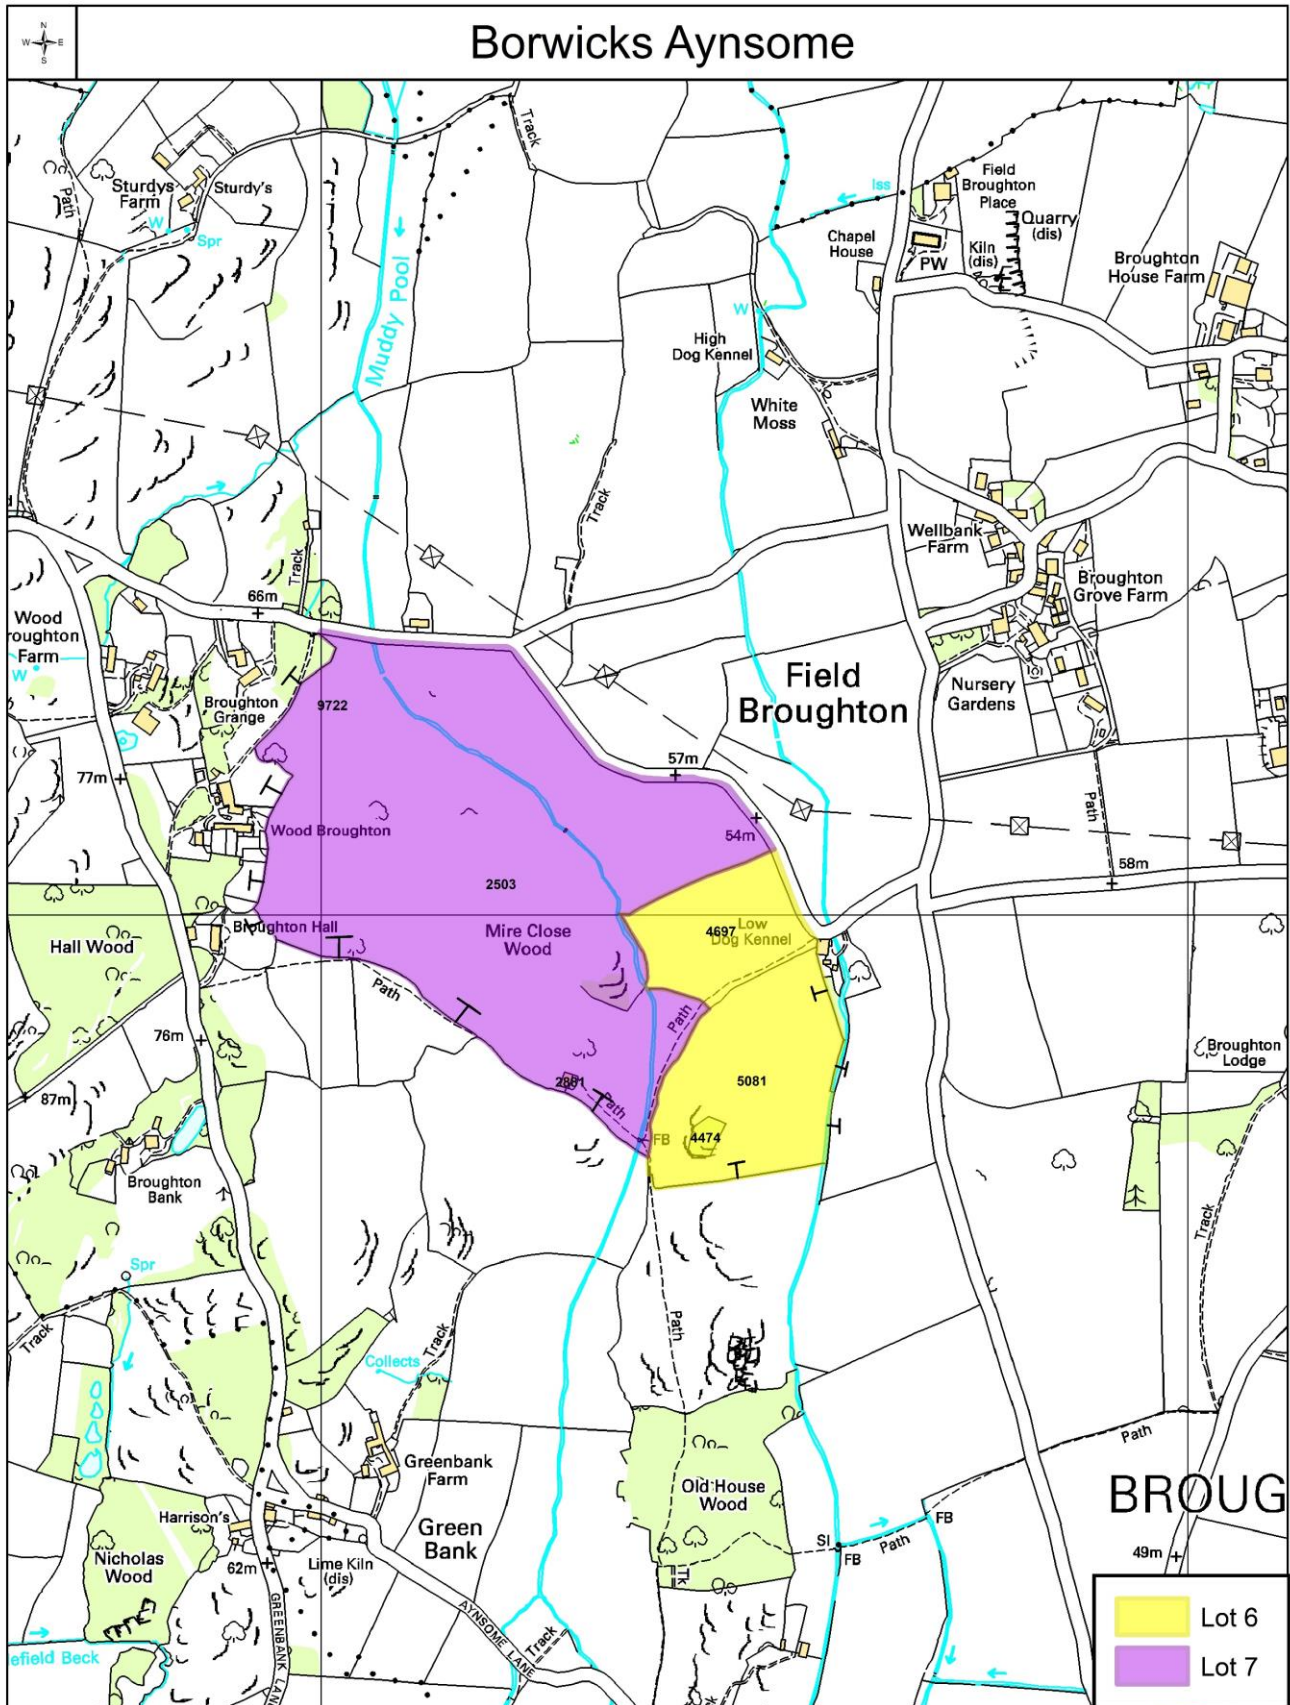 N
W E
S
Borwicks Aynsome
Track
Path
Sturdys
Farm
Sturdy's
W
Spr
Muddy Pool
Iss
Field
Broughton
Place
Quarry
(dis)
Chapel
House
PW
Kiln
(dis)
Broughton
House Farm
W
High
Dog Kennel
White
Moss
Track
Wellbank
Farm
Broughton
Grove Farm
Track
66m
Wood
roughton
Farm
W
Broughton
Grange
9722
Field
Broughton
Nursery
Gardens
77m
57m
54m
Path
Wood Broughton
58m
2503
Hall Wood
Broughton Hall
Mire Close
Wood
4697
Low
Dog Kennel
Path
Path
76m
Broughton
Lodge
87m
5081
Path
FB
4474
Broughton
Bank
Track
Spr
Track
Path
Track
Collects
Path
Greenbank
Farm
Old House
Wood
BROUG
Harrison's
Green
Bank
SI
FB
Path
FB
Nicholas
Wood
62m
Lime Kiln
(dis)
Tk
49m
GREENBANK LAN
AYNSOME LANE
Track
efield Beck
Lot 6
Lot 7